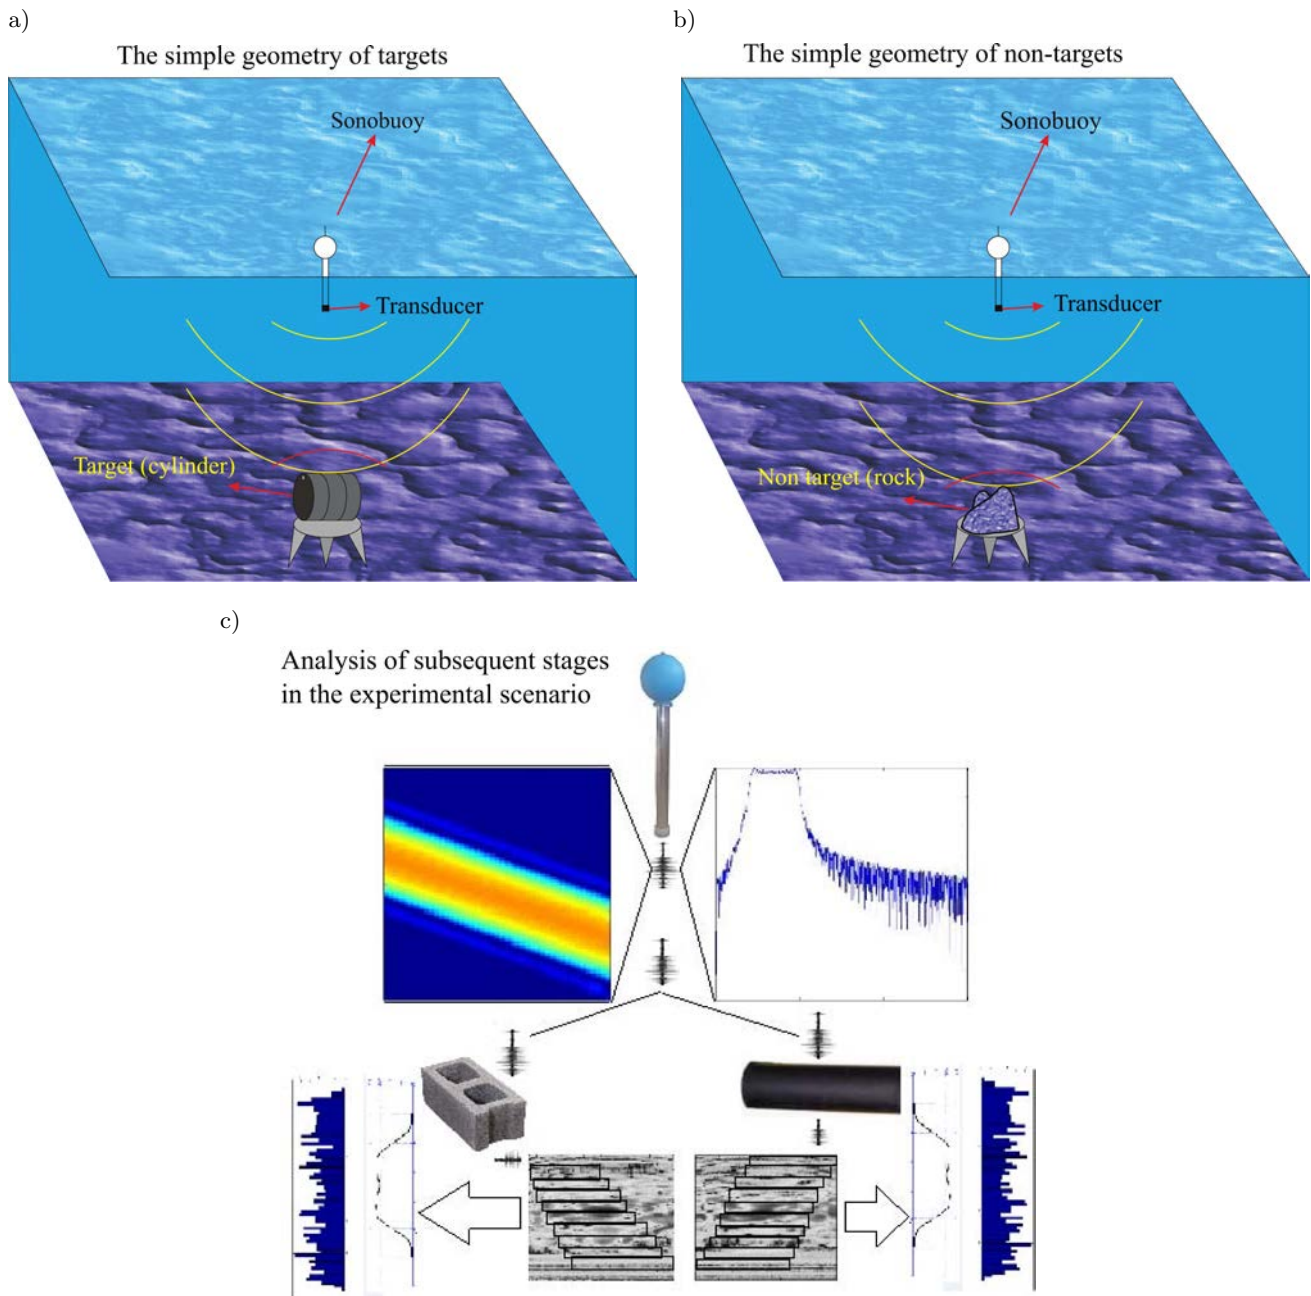 a)
The simple geometry of targets
Sonobuoy
Transducer
Target (cylinder)
b)
The simple geometry of non-targets
Sonobuoy
Transducer
Non target (rock)
c)
Analysis of subsequent stages
in the experimental scenario